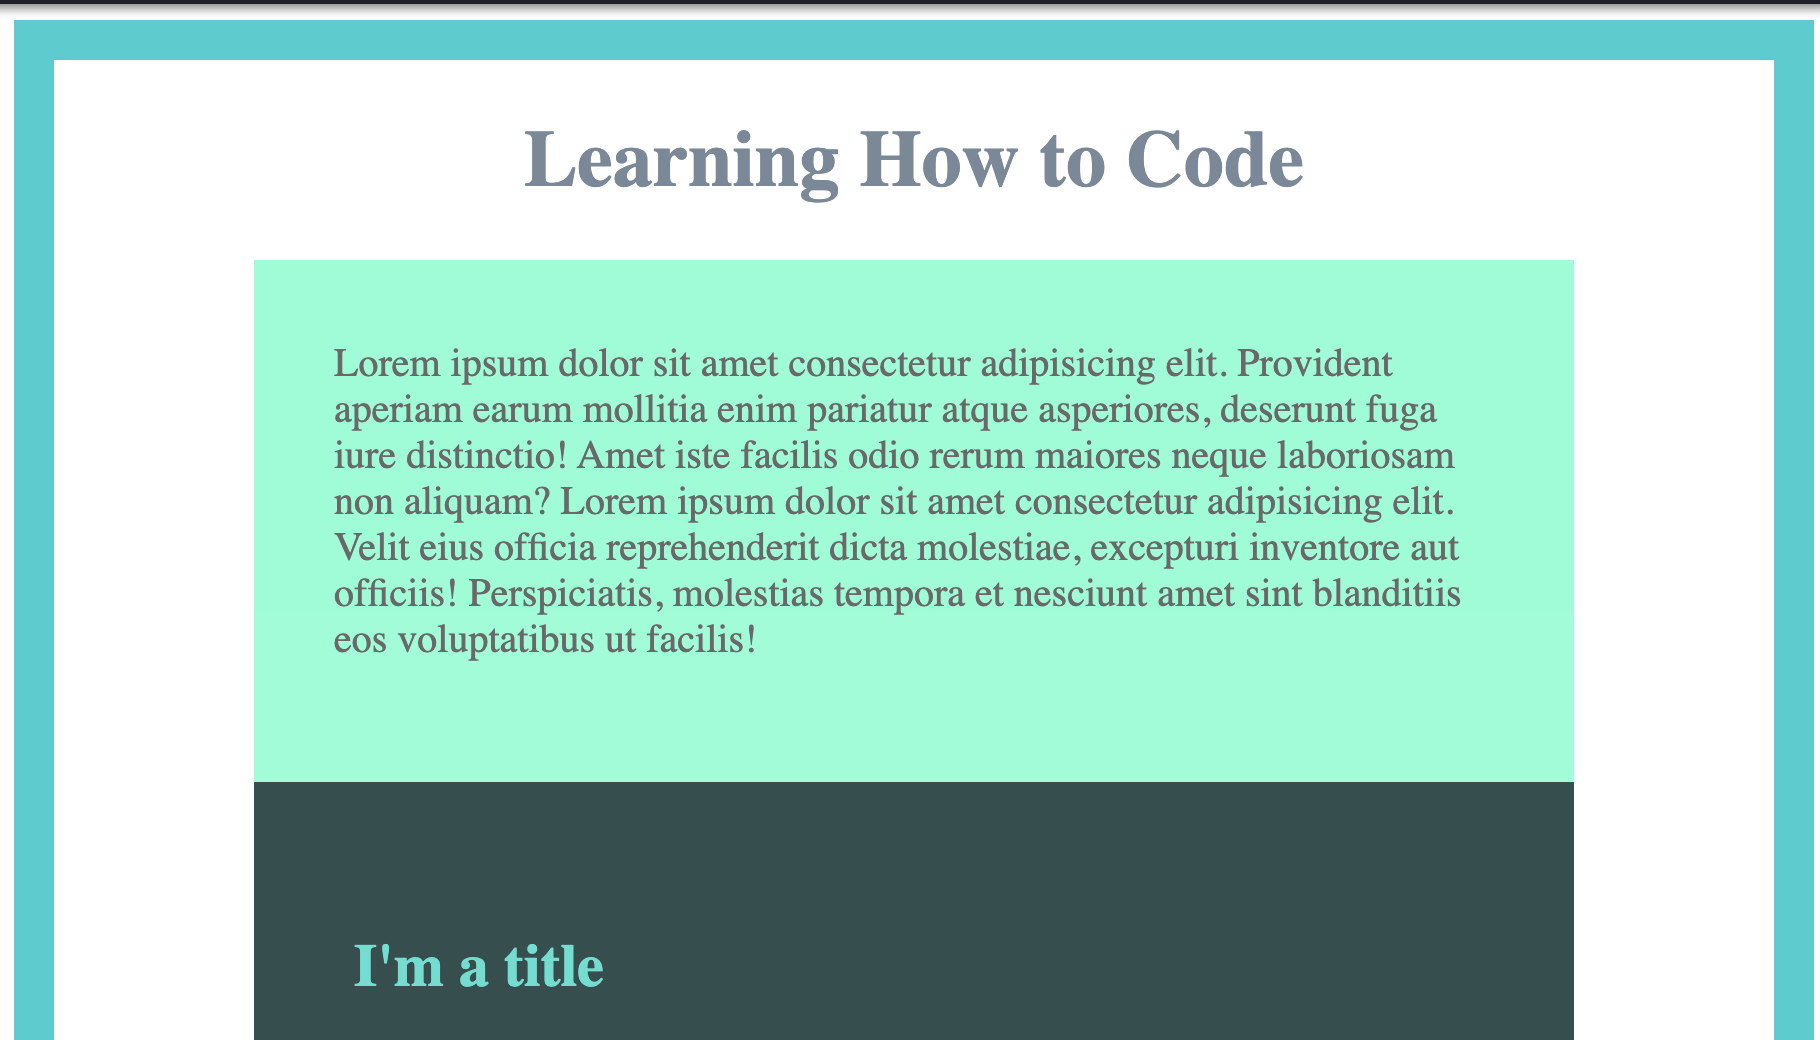 Learning How to Code
Lorem ipsum dolor sit amet consectetur adipisicing elit. Provident
aperiam earum mollitia enim pariatur atque asperiores, deserunt fuga
iure distinctio! Amet iste facilis odio rerum maiores neque laboriosam
non aliquam? Lorem ipsum dolor sit amet consectetur adipisicing elit.
Velit eius officia reprehenderit dicta molestiae, excepturi inventore aut
officiis! Perspiciatis, molestias tempora et nesciunt amet sint blanditiis
eos voluptatibus ut facilis!
I'm a title